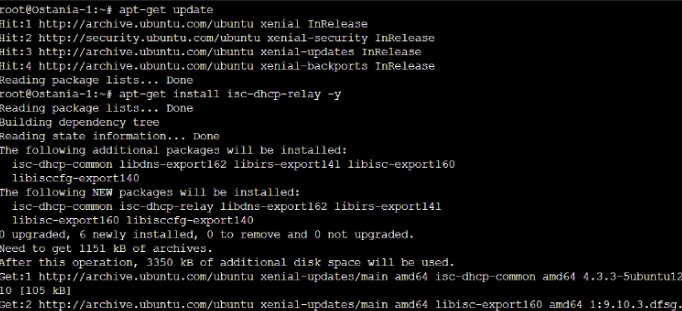 root@Ostania-1:~# apt-get update
Hit:1 http://archive.ubuntu.com/ubuntu xenial InRelease
Hit:2 http://security.ubuntu.com/ubuntu xenial-security InRelease
Hit:3 http://archive.ubuntu.com/ubuntu xenial-updates InRelease
Hit:4 http://archive.ubuntu.com/ubuntu xenial-backports InRelease
Reading package lists... Done
root@Ostania-1:~# apt-get install isc-dhcp-relay -y
Reading package lists... Done
Building dependency tree
Reading state information... Done
The following additional packages will be installed:
isc-dhcp-common libdns-export162 libirs-export141 libisc-export160
libisccfg-export140
The following NEW packages will be installed:
isc-dhcp-common isc-dhcp-relay libdns-export162 libirs-export141
libisc-export160 libisccfg-export140
0 upgraded, 6 newly installed, 0 to remove and 0 not upgraded.
Need to get 1151 kB of archives.
After this operation, 3350 kB of additional disk space will be used.
Get:1 http://archive.ubuntu.com/ubuntu xenial-updates/main amd64 isc-dhcp-common amd64 4.3.3-5ubuntu12
10 [105 kB]
Get:2 http://archive.ubuntu.com/ubuntu xenial-updates/main amd64 libisc-export160 amd64 1:9.10.3.dfsg.